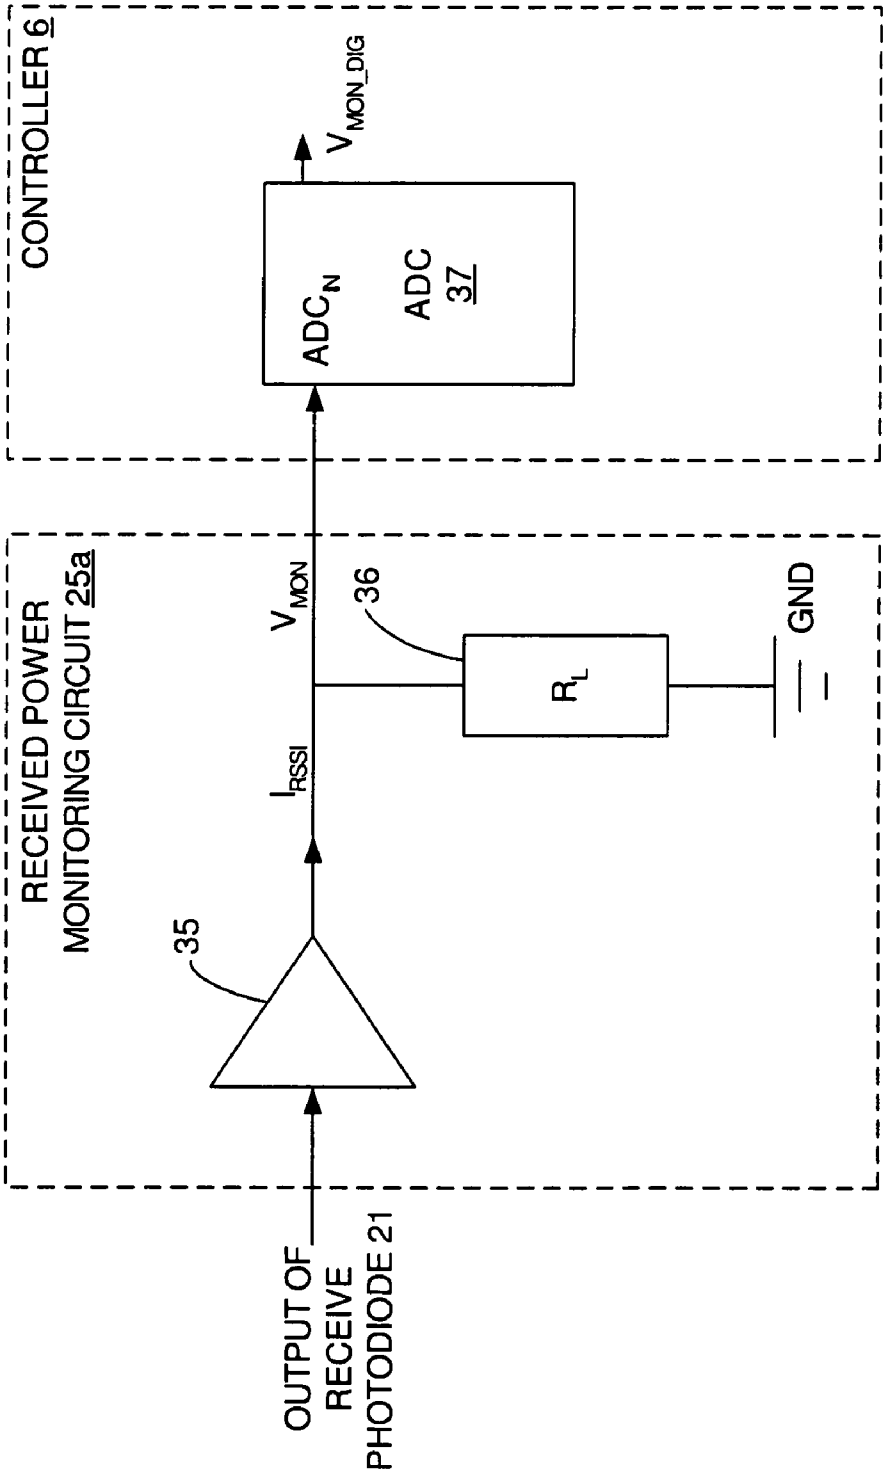 RECEIVED POWER
MONITORING CIRCUIT 25a
CONTROLLER 6
35
I_RSSI
V_MON
36
ADC_N
V_MON_DIG
ADC
37
OUTPUT OF
RECEIVE
PHOTODIODE 21
R_L
GND